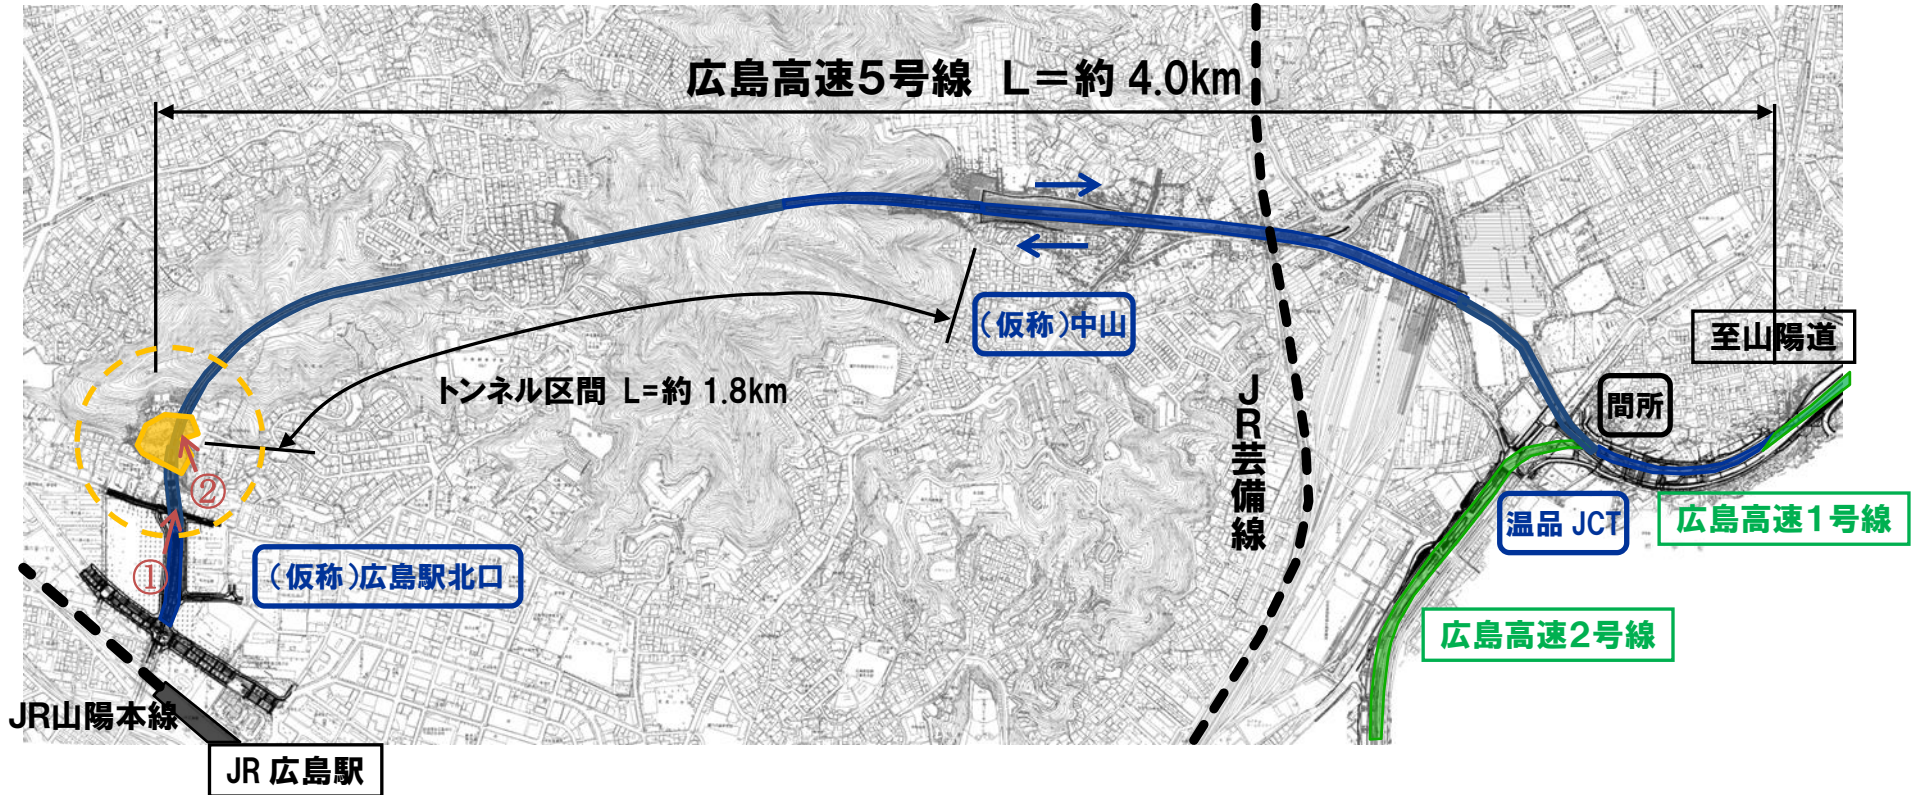 広島高速5号線 L=約 4.0km
(仮称)中山
至山陽道
トンネル区間 L=約 1.8km
間所
JR芸備線
②
温品 JCT
広島高速1号線
①
(仮称)広島駅北口
広島高速2号線
JR山陽本線
JR 広島駅